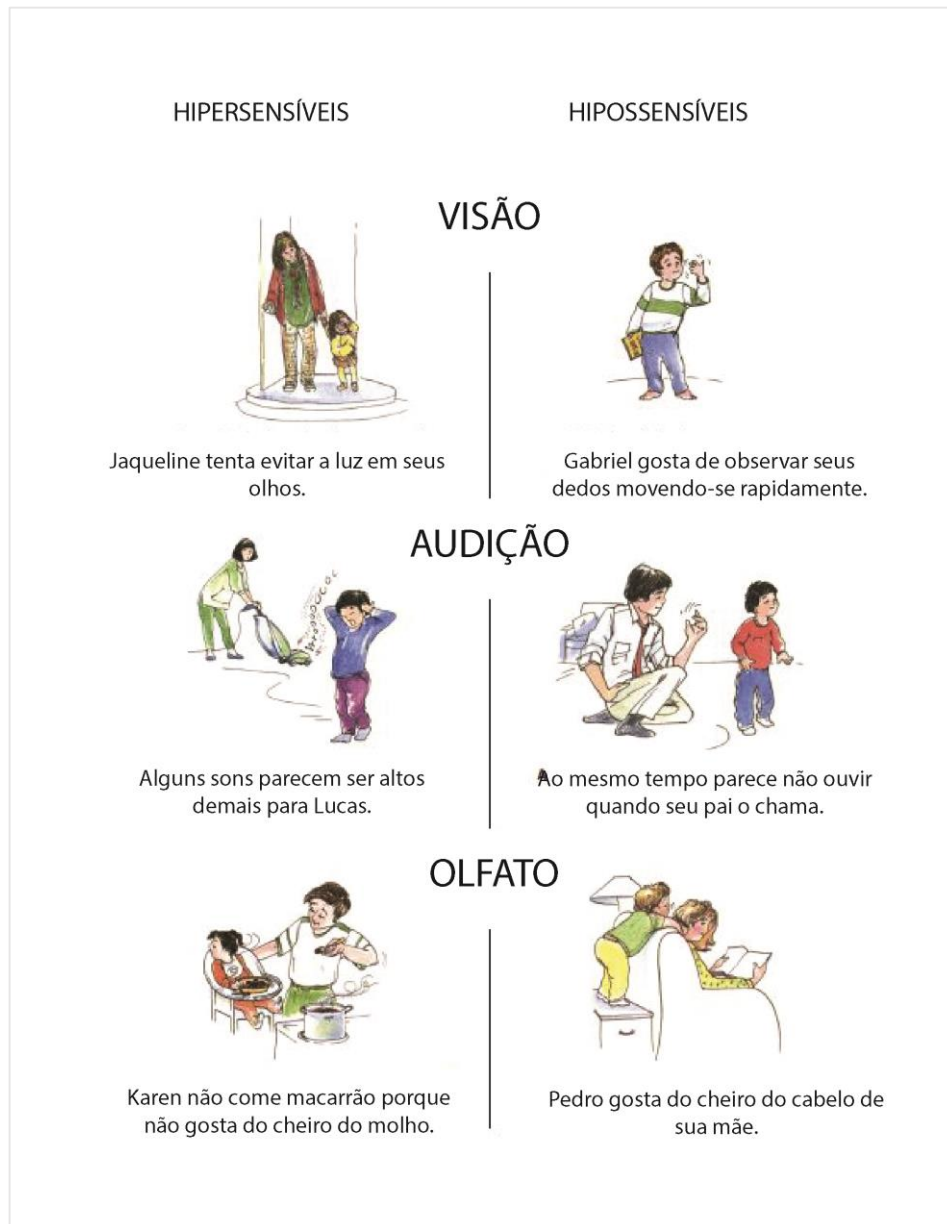 HIPERSENSÍVEIS
HIPOSSENSÍVEIS
VISÃO
Jaqueline tenta evitar a luz em seus
olhos.
Gabriel gosta de observar seus
dedos movendo-se rapidamente.
AUDIÇÃO
Alguns sons parecem ser altos
demais para Lucas.
Ao mesmo tempo parece não ouvir
quando seu pai o chama.
OLFATO
Karen não come macarrão porque
não gosta do cheiro do molho.
Pedro gosta do cheiro do cabelo de
sua mãe.